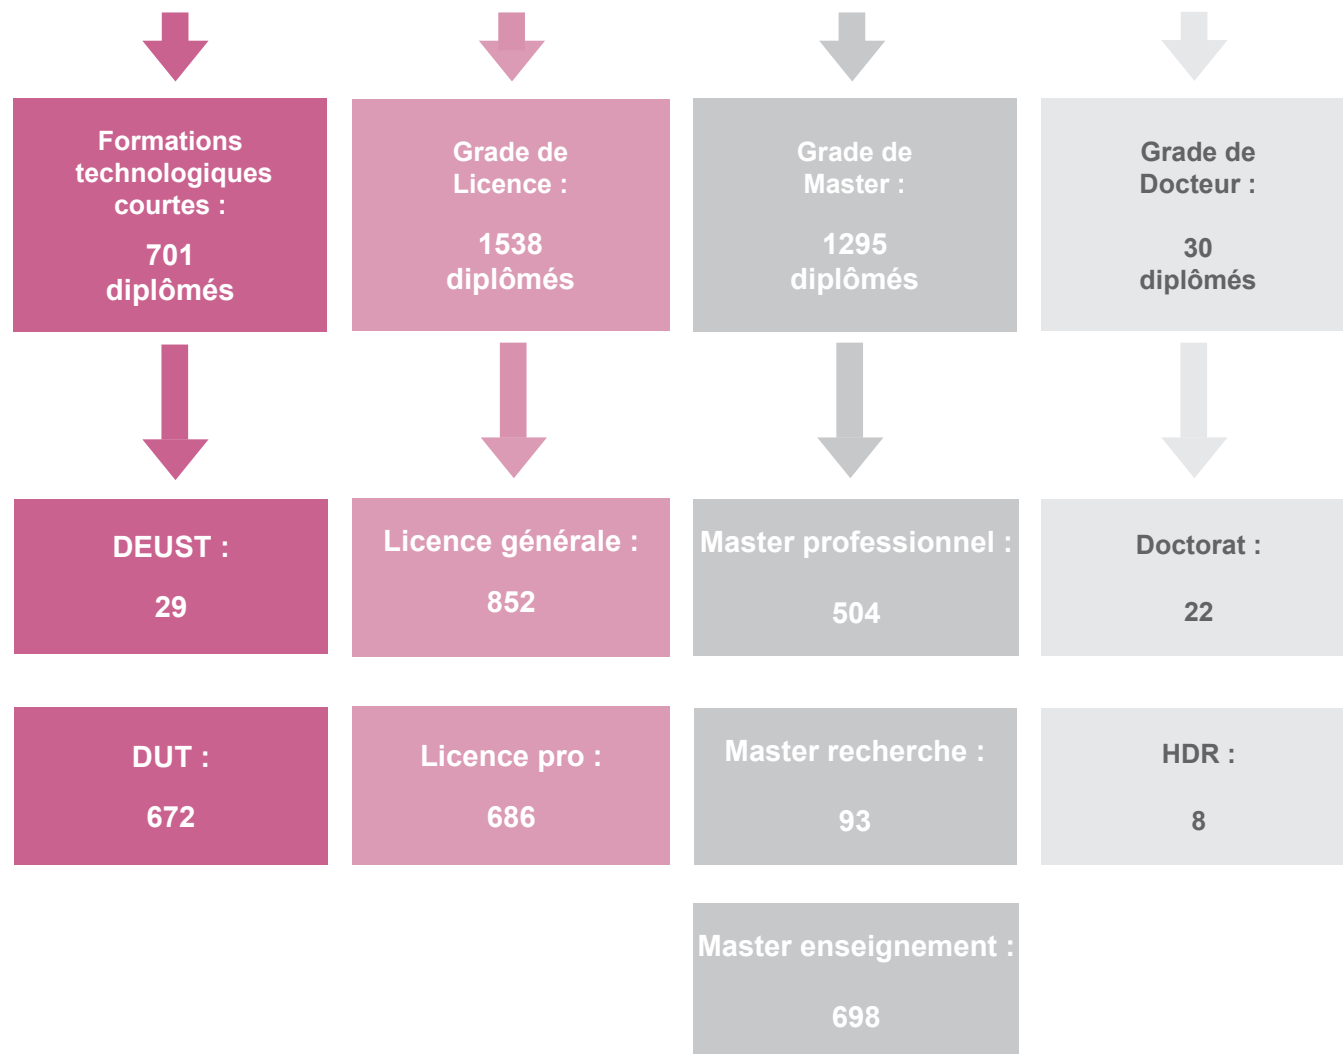 Formations
technologiques
courtes :
701
diplômés
Grade de
Licence :
1538
diplômés
Grade de
Master :
1295
diplômés
Grade de
Docteur :
30
diplômés
DEUST :
29
Licence générale :
852
Master professionnel :
504
Doctorat :
22
DUT :
672
Licence pro :
686
Master recherche :
93
HDR :
8
Master enseignement :
698